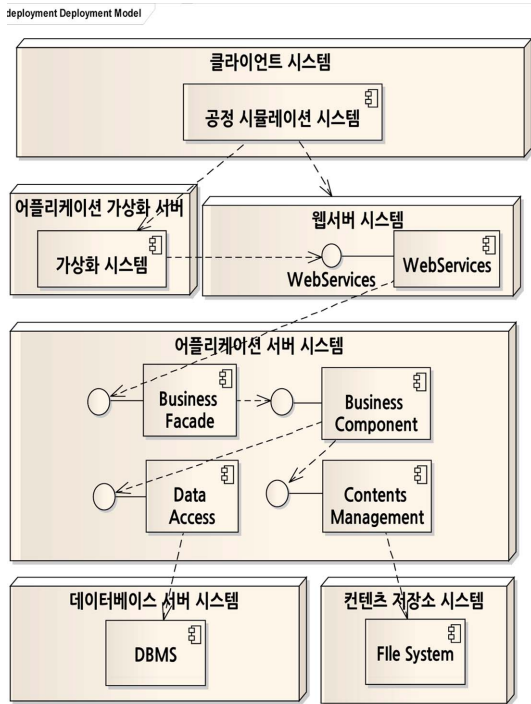 deployment Deployment Model
클라이언트 시스템
공정 시뮬레이션 시스템
어플리케이션 가상화 서버
웹서버 시스템
가상화 시스템
WebServices
WebServices
어플리케아션 서버 시스템
Business
Facade
Business
Component
Data
Access
Contents
Management
데이터베이스 서버 시스템
컨텐츠 저장소 시스템
DBMS
FIle System